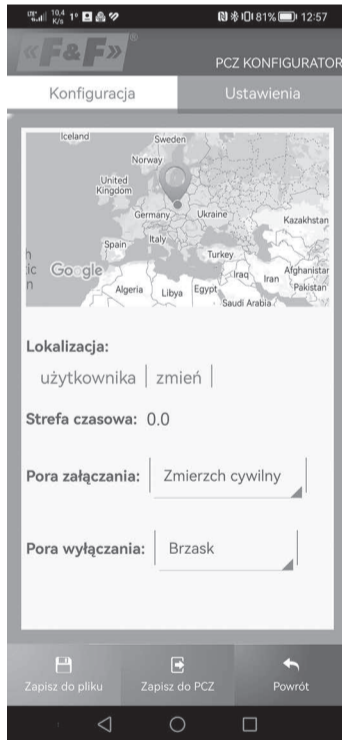 10,4 K/s 1° 81% 12:57
«F&F»®
PCZ KONFIGURATOR
Konfiguracja Ustawienia
Iceland
Sweden
Norway
United
Kingdom
Germany Ukraine
Kazakhstan
Spain Italy
Turkey
Google
Iraq Iran Afghanistan
Pakistan
Algeria Libya Egypt
Saudi Arabia
Lokalizacja:
użytkownika zmień
Strefa czasowa: 0.0
Pora załączania: Zmierzch cywilny
Pora wyłączania: Brzask
Zapisz do pliku Zapisz do PCZ Powrót